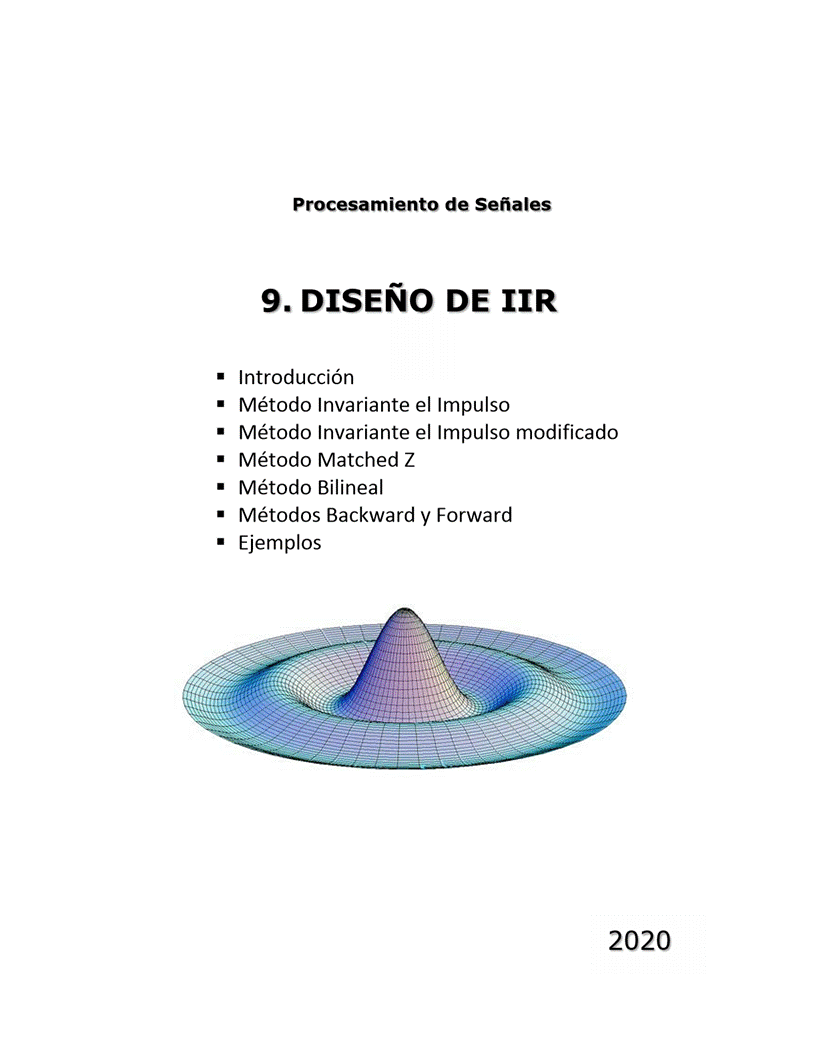 Procesamiento de Señales
9. DISEÑO DE IIR
▪ Introducción
▪ Método Invariante el Impulso
▪ Método Invariante el Impulso modificado
▪ Método Matched Z
▪ Método Bilineal
▪ Métodos Backward y Forward
▪ Ejemplos
2020